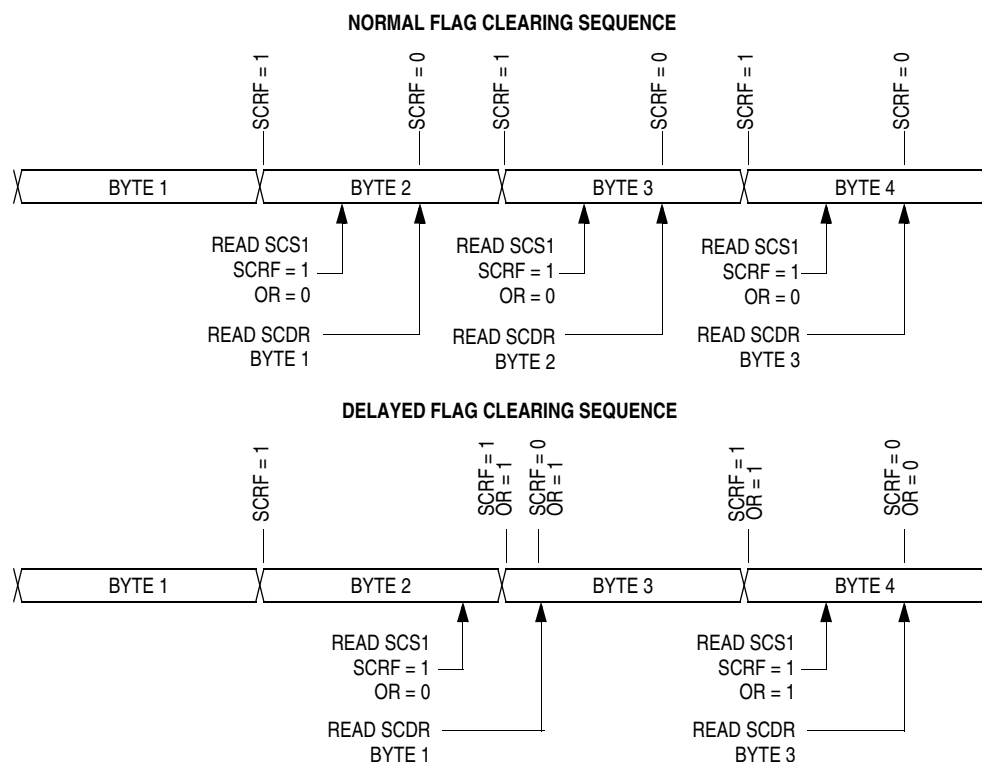 NORMAL FLAG CLEARING SEQUENCE
SCRF = 1
SCRF = 0
SCRF = 1
SCRF = 0
SCRF = 1
SCRF = 0
BYTE 1
BYTE 2
BYTE 3
BYTE 4
READ SCS1
SCRF = 1
OR = 0
READ SCDR
BYTE 1
READ SCS1
SCRF = 1
OR = 0
READ SCDR
BYTE 2
READ SCS1
SCRF = 1
OR = 0
READ SCDR
BYTE 3
DELAYED FLAG CLEARING SEQUENCE
SCRF = 1
SCRF = 1
OR = 1
SCRF = 0
OR = 1
SCRF = 1
OR = 1
SCRF = 0
OR = 0
BYTE 1
BYTE 2
BYTE 3
BYTE 4
READ SCS1
SCRF = 1
OR = 0
READ SCDR
BYTE 1
READ SCS1
SCRF = 1
OR = 1
READ SCDR
BYTE 3